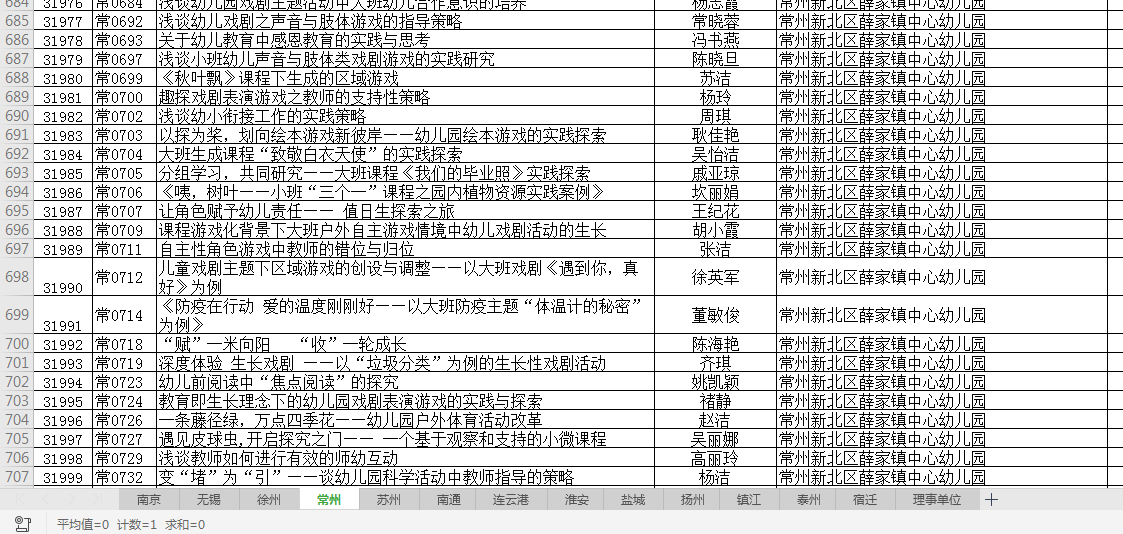 684 31976 常0684 浅谈幼儿园戏剧主题活动中大班幼儿合作意识的培养 杨志霞 常州新北区薛家镇中心幼儿园
685 31977 常0692 浅谈幼儿戏剧之声音与肢体游戏的指导策略 常晓蓉 常州新北区薛家镇中心幼儿园
686 31978 常0693 关于幼儿教育中感恩教育的实践与思考 冯书燕 常州新北区薛家镇中心幼儿园
687 31979 常0697 浅谈小班幼儿声音与肢体类戏剧游戏的实践研究 陈晓旦 常州新北区薛家镇中心幼儿园
688 31980 常0699 《秋叶飘》课程下生成的区域游戏 苏洁 常州新北区薛家镇中心幼儿园
689 31981 常0700 趣探戏剧表演游戏之教师的支持性策略 杨玲 常州新北区薛家镇中心幼儿园
690 31982 常0702 浅谈幼小衔接工作的实践策略 周琪 常州新北区薛家镇中心幼儿园
691 31983 常0703 以探为桨，划向绘本游戏新彼岸——幼儿园绘本游戏的实践探索 耿佳艳 常州新北区薛家镇中心幼儿园
692 31984 常0704 大班生成课程“致敬白衣天使”的实践探索 吴怡洁 常州新北区薛家镇中心幼儿园
693 31985 常0705 分组学习，共同研究——大班课程《我们的毕业照》实践探索 戚亚琼 常州新北区薛家镇中心幼儿园
694 31986 常0706 《咦，树叶——小班“三个一”课程之园内植物资源实践案例》 坎丽娟 常州新北区薛家镇中心幼儿园
695 31987 常0707 让角色赋予幼儿责任—— 值日生探索之旅 王纪花 常州新北区薛家镇中心幼儿园
696 31988 常0709 课程游戏化背景下大班户外自主游戏情境中幼儿戏剧活动的生长 胡小霞 常州新北区薛家镇中心幼儿园
697 31989 常0711 自主性角色游戏中教师的错位与归位 张洁 常州新北区薛家镇中心幼儿园
698 31990 常0712 儿童戏剧主题下区域游戏的创设与调整——以大班戏剧《遇到你，真
好》为例 徐英军 常州新北区薛家镇中心幼儿园
699 31991 常0714 《防疫在行动 爱的温度刚刚好——以大班防疫主题“体温计的秘密”
为例》 董敏俊 常州新北区薛家镇中心幼儿园
700 31992 常0718 “赋”一米向阳 “收”一轮成长 陈海艳 常州新北区薛家镇中心幼儿园
701 31993 常0719 深度体验 生长戏剧 ——以“垃圾分类”为例的生长性戏剧活动 齐琪 常州新北区薛家镇中心幼儿园
702 31994 常0723 幼儿前阅读中“焦点阅读”的探究 姚凯颖 常州新北区薛家镇中心幼儿园
703 31995 常0724 教育即生长理念下的幼儿园戏剧表演游戏的实践与探索 褚静 常州新北区薛家镇中心幼儿园
704 31996 常0726 一条藤径绿，万点四季花——幼儿园户外体育活动改革 赵洁 常州新北区薛家镇中心幼儿园
705 31997 常0727 遇见皮球虫,开启探究之门—— 一个基于观察和支持的小微课程 吴丽娜 常州新北区薛家镇中心幼儿园
706 31998 常0729 浅谈教师如何进行有效的师幼互动 高丽玲 常州新北区薛家镇中心幼儿园
707 31999 常0732 变“堵”为“引”——谈幼儿园科学活动中教师指导的策略 杨洁 常州新北区薛家镇中心幼儿园
南京 无锡 徐州 常州 苏州 南通 连云港 淮安 盐城 扬州 镇江 泰州 宿迁 理事单位
平均值=0 计数=1 求和=0